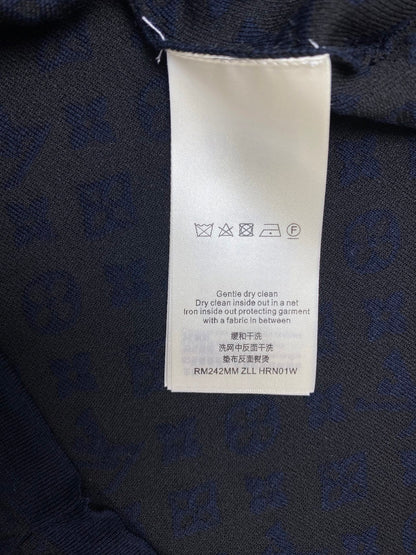 Gentle dry clean
Dry clean inside out in a net
Iron inside out protecting garment
with a fabric in between
缓和干洗
洗网中反面干洗
垫布反面熨烫
RM242MM ZLL HRN01W